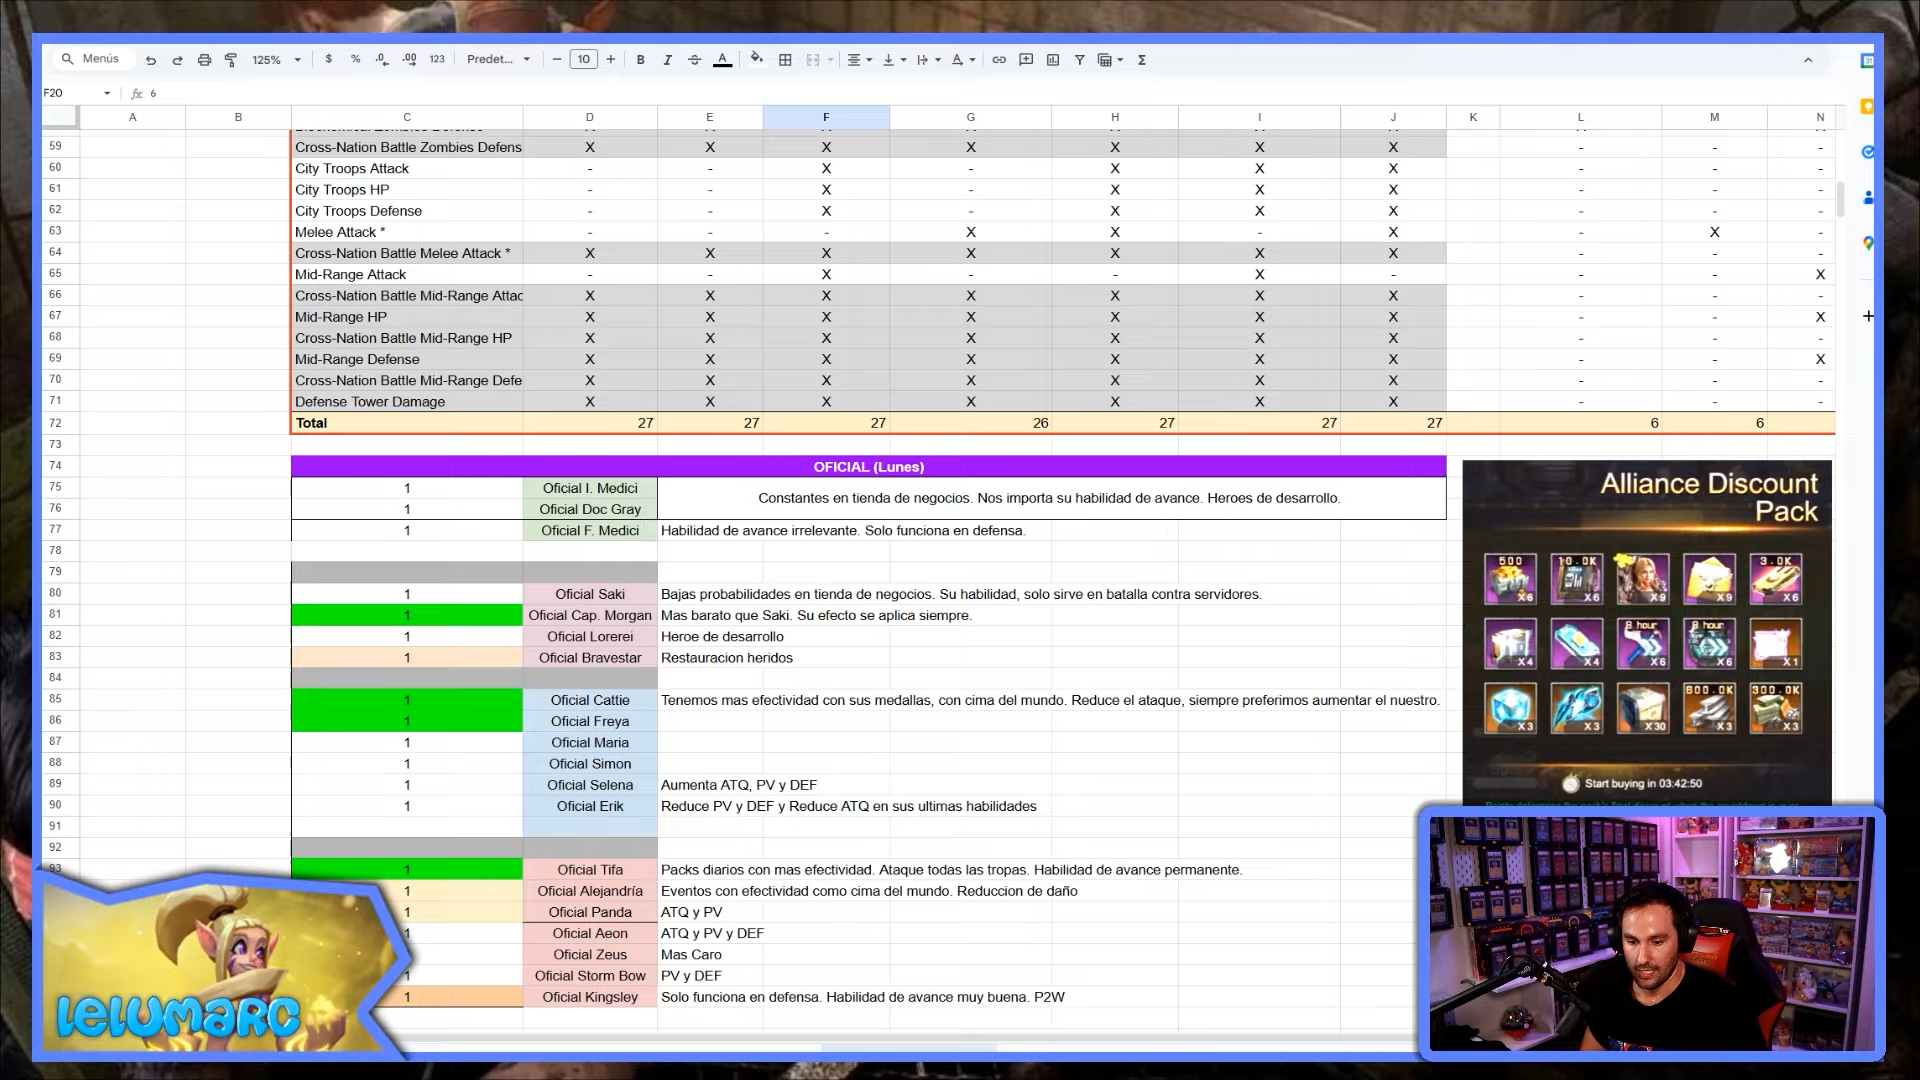 Menús 125% $ % .0 .00 123 Predet... 10 B I A Σ
F20 fx 6
A B C D E F G H I J K L M N
59 Cross-Nation Battle Zombies Defens X X X X X X X - - -
60 City Troops Attack - - X - X X X - - -
61 City Troops HP - - X - X X X - - -
62 City Troops Defense - - X - X X X - - -
63 Melee Attack * - - - X X - X - X -
64 Cross-Nation Battle Melee Attack * X X X X X X X - - -
65 Mid-Range Attack - - X - - X - - - X
66 Cross-Nation Battle Mid-Range Attac X X X X X X X - - -
67 Mid-Range HP X X X X X X X - - X
68 Cross-Nation Battle Mid-Range HP X X X X X X X - - -
69 Mid-Range Defense X X X X X X X - - X
70 Cross-Nation Battle Mid-Range Defe X X X X X X X - - -
71 Defense Tower Damage X X X X X X X - - -
72 Total 27 27 27 26 27 27 27 6 6
73
74 OFICIAL (Lunes)
75 1 Oficial I. Medici
Constantes en tienda de negocios. Nos importa su habilidad de avance. Heroes de desarrollo.
76 1 Oficial Doc Gray
77 1 Oficial F. Medici Habilidad de avance irrelevante. Solo funciona en defensa.
78
79
80 1 Oficial Saki Bajas probabilidades en tienda de negocios. Su habilidad, solo sirve en batalla contra servidores.
81 1 Oficial Cap. Morgan Mas barato que Saki. Su efecto se aplica siempre.
82 1 Oficial Lorerei Heroe de desarrollo
83 1 Oficial Bravestar Restauracion heridos
84
85 1 Oficial Cattie Tenemos mas efectividad con sus medallas, con cima del mundo. Reduce el ataque, siempre preferimos aumentar el nuestro.
86 1 Oficial Freya
87 1 Oficial Maria
88 1 Oficial Simon
89 1 Oficial Selena Aumenta ATQ, PV y DEF
90 1 Oficial Erik Reduce PV y DEF y Reduce ATQ en sus ultimas habilidades
91
92
93 1 Oficial Tifa Packs diarios con mas efectividad. Ataque todas las tropas. Habilidad de avance permanente.
1 Oficial Alejandría Eventos con efectividad como cima del mundo. Reduccion de daño
1 Oficial Panda ATQ y PV
1 Oficial Aeon ATQ y PV y DEF
Oficial Zeus Mas Caro
1 Oficial Storm Bow PV y DEF
1 Oficial Kingsley Solo funciona en defensa. Habilidad de avance muy buena. P2W
Alliance Discount
Pack
500 10.0K 3.0K
X6 X6 X9 X9 X6
8 hour 8 hour
X4 X4 X6 X6 X1
600.0K 300.0K
X3 X3 X30 X3 X3
Start buying in 03:42:50
LELUMARC